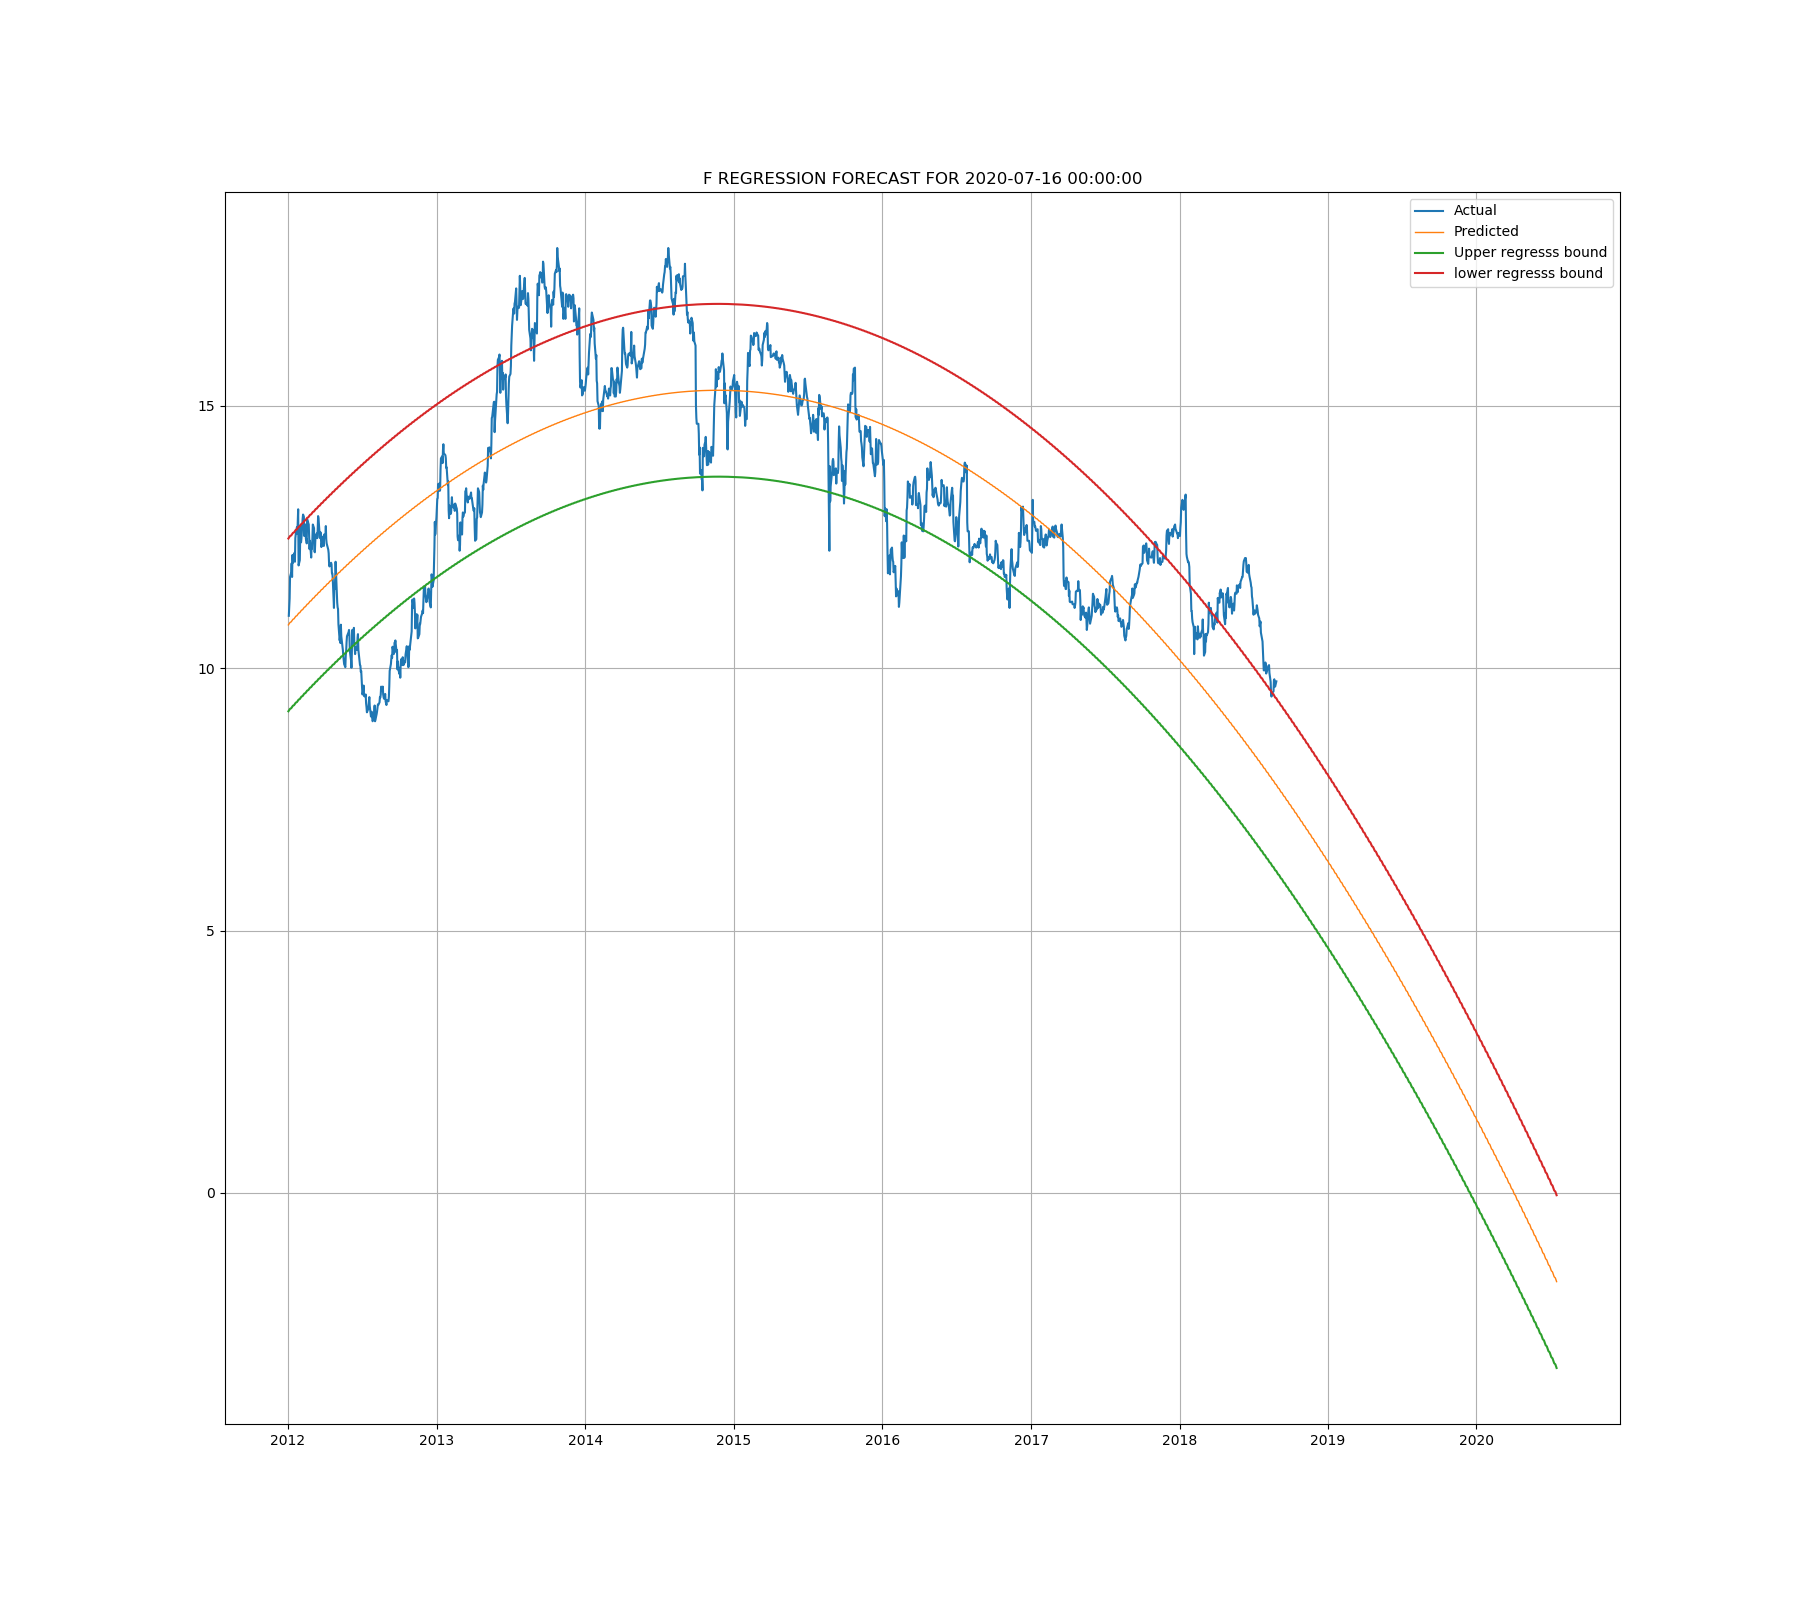 F REGRESSION FORECAST FOR 2020-07-16 00:00:00
Actual
Predicted
Upper regresss bound
lower regresss bound
15
10
5
0
2012 2013 2014 2015 2016 2017 2018 2019 2020